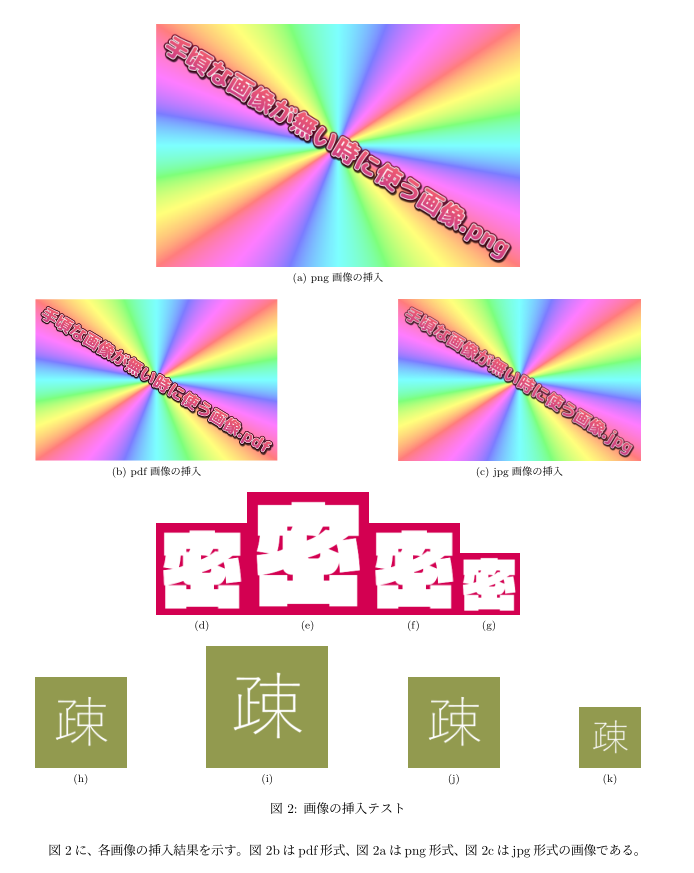 手頃な画像が無い時に使う画像.png
(a) png 画像の挿入
手頃な画像が無い時に使う画像.pdf
手頃な画像が無い時に使う画像.jpg
(b) pdf 画像の挿入
(c) jpg 画像の挿入
密
密
密
密
(d)
(e)
(f)
(g)
疎
疎
疎
疎
(h)
(i)
(j)
(k)
図 2: 画像の挿入テスト
図 2 に、各画像の挿入結果を示す。図 2b は pdf 形式、図 2a は png 形式、図 2c は jpg 形式の画像である。